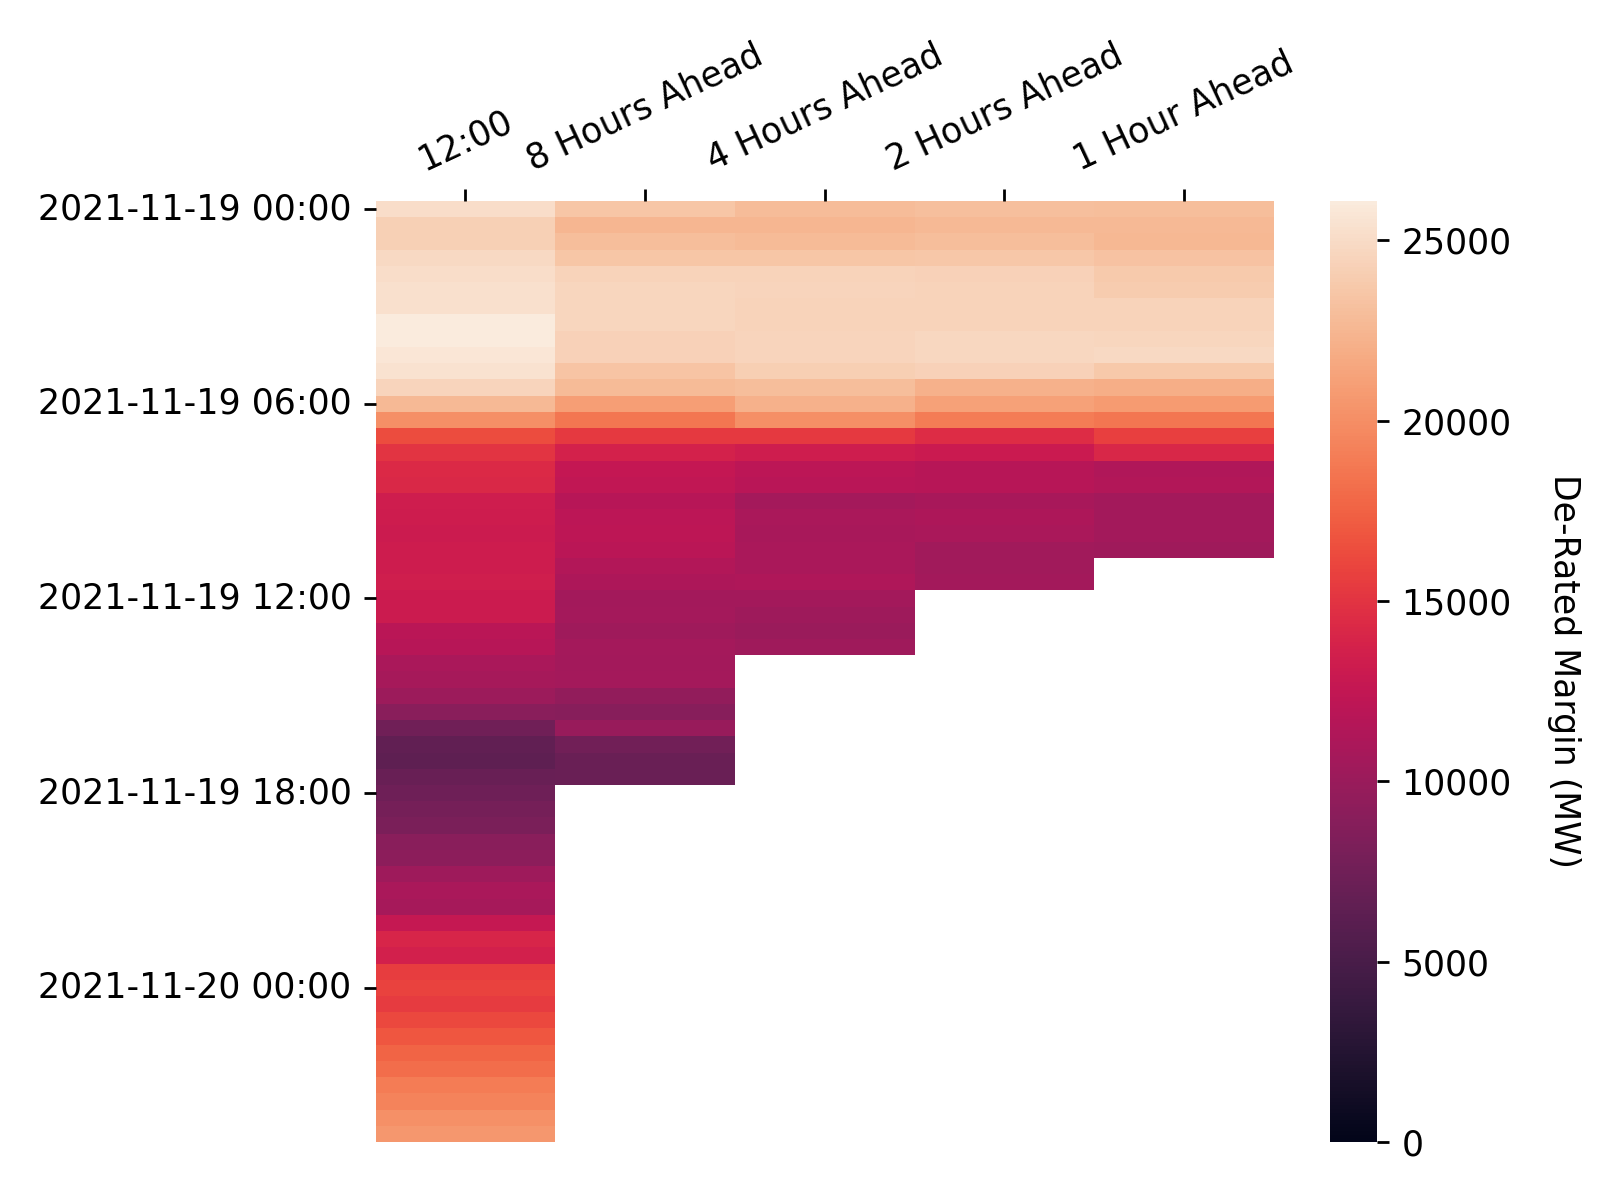 12:00
8 Hours Ahead
4 Hours Ahead
2 Hours Ahead
1 Hour Ahead
2021-11-19 00:00
2021-11-19 06:00
2021-11-19 12:00
2021-11-19 18:00
2021-11-20 00:00
25000
20000
15000
10000
5000
0
De-Rated Margin (MW)